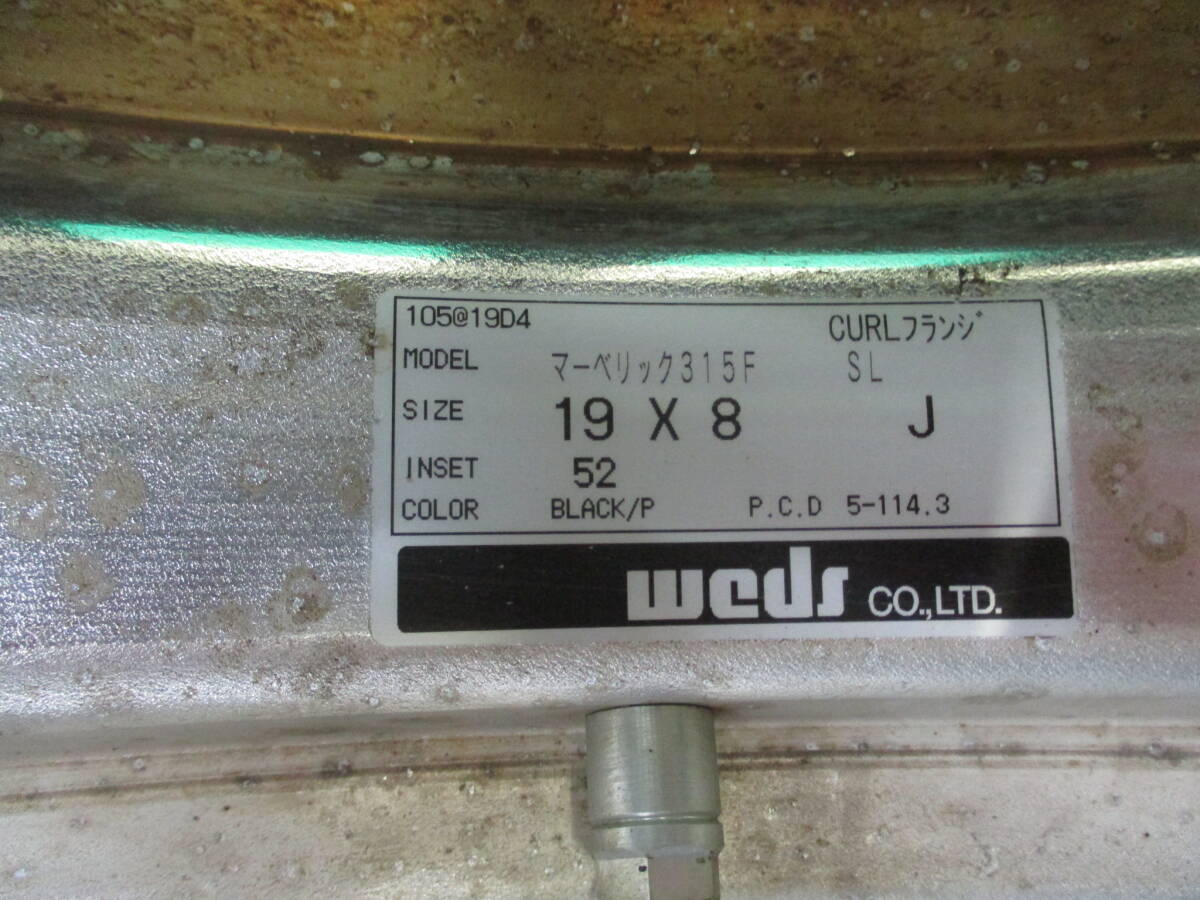 105@19D4 CURLフランジ
MODEL マーベリック315F SL
SIZE 19 X 8 J
INSET 52
COLOR BLACK/P P.C.D 5-114.3
weds CO.,LTD.